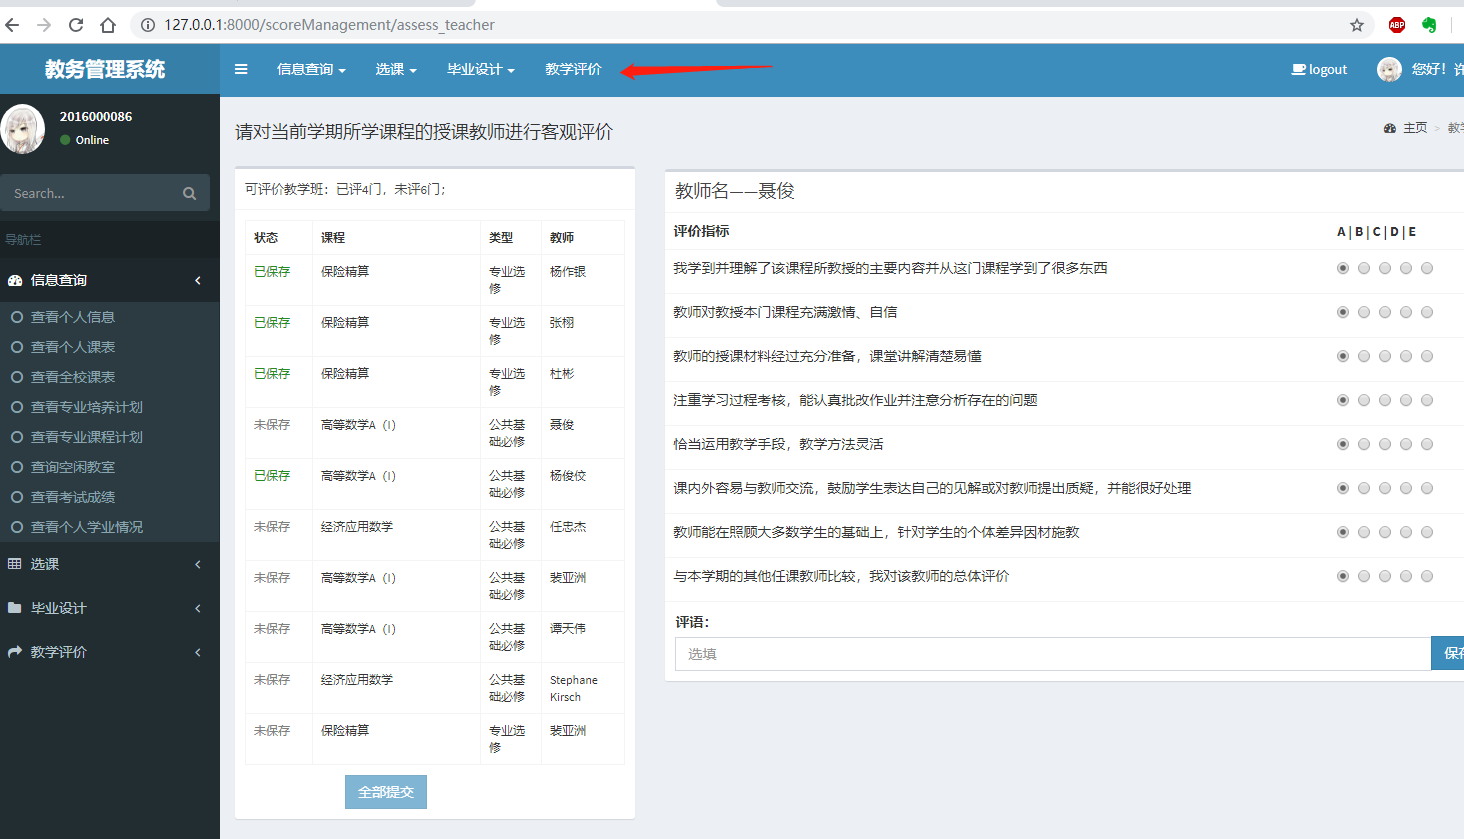 127.0.0.1:8000/scoreManagement/assess_teacher
ABP
教务管理系统
信息查询
选课
毕业设计
教学评价
logout
您好！许
2016000086
Online
Search...
导航栏
信息查询
查看个人信息
查看个人课表
查看全校课表
查看专业培养计划
查看专业课程计划
查询空闲教室
查看考试成绩
查看个人学业情况
选课
毕业设计
教学评价
请对当前学期所学课程的授课教师进行客观评价
主页 > 教学
可评价教学班：已评4门，未评6门；
状态 课程 类型 教师
已保存 保险精算 专业选修 杨作银
已保存 保险精算 专业选修 张栩
已保存 保险精算 专业选修 杜彬
未保存 高等数学A（I） 公共基础必修 聂俊
已保存 高等数学A（I） 公共基础必修 杨俊佼
未保存 经济应用数学 公共基础必修 任忠杰
未保存 高等数学A（I） 公共基础必修 裴亚洲
未保存 高等数学A（I） 公共基础必修 谭天伟
未保存 经济应用数学 公共基础必修 Stephane Kirsch
未保存 保险精算 专业选修 裴亚洲
全部提交
教师名——聂俊
评价指标 A | B | C | D | E
我学到并理解了该课程所教授的主要内容并从这门课程学到了很多东西
教师对教授本门课程充满激情、自信
教师的授课材料经过充分准备，课堂讲解清楚易懂
注重学习过程考核，能认真批改作业并注意分析存在的问题
恰当运用教学手段，教学方法灵活
课内外容易与教师交流，鼓励学生表达自己的见解或对教师提出质疑，并能很好处理
教师能在照顾大多数学生的基础上，针对学生的个体差异因材施教
与本学期的其他任课教师比较，我对该教师的总体评价
评语：
选填
保存